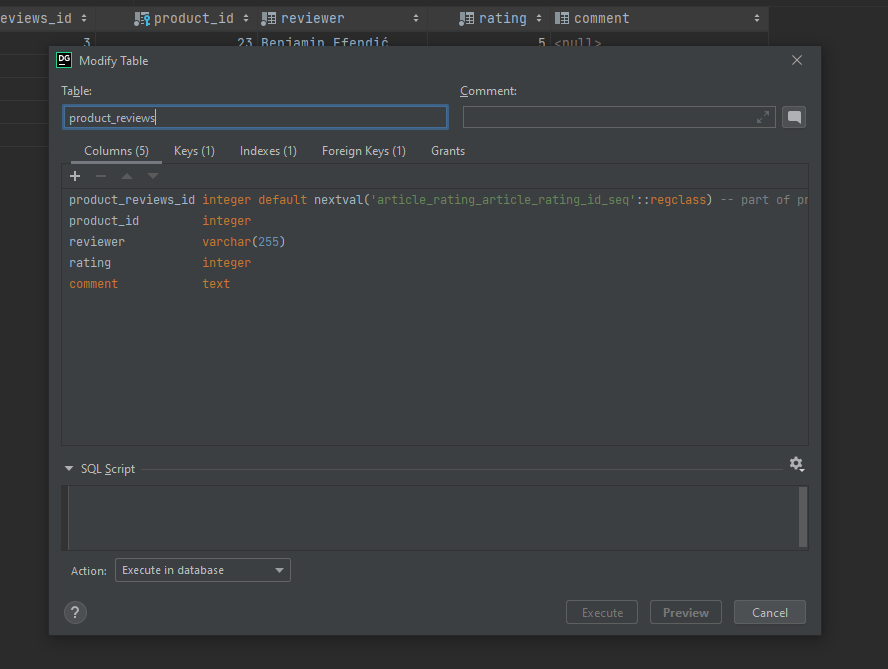 eviews_id product_id reviewer rating comment
3 23 Benjamin Efendić 5 <null>
DG Modify Table
Table: Comment:
product_reviews
Columns (5) Keys (1) Indexes (1) Foreign Keys (1) Grants
product_reviews_id integer default nextval('article_rating_article_rating_id_seq'::regclass) -- part of pr
product_id integer
reviewer varchar(255)
rating integer
comment text
SQL Script
Action: Execute in database
? Execute Preview Cancel